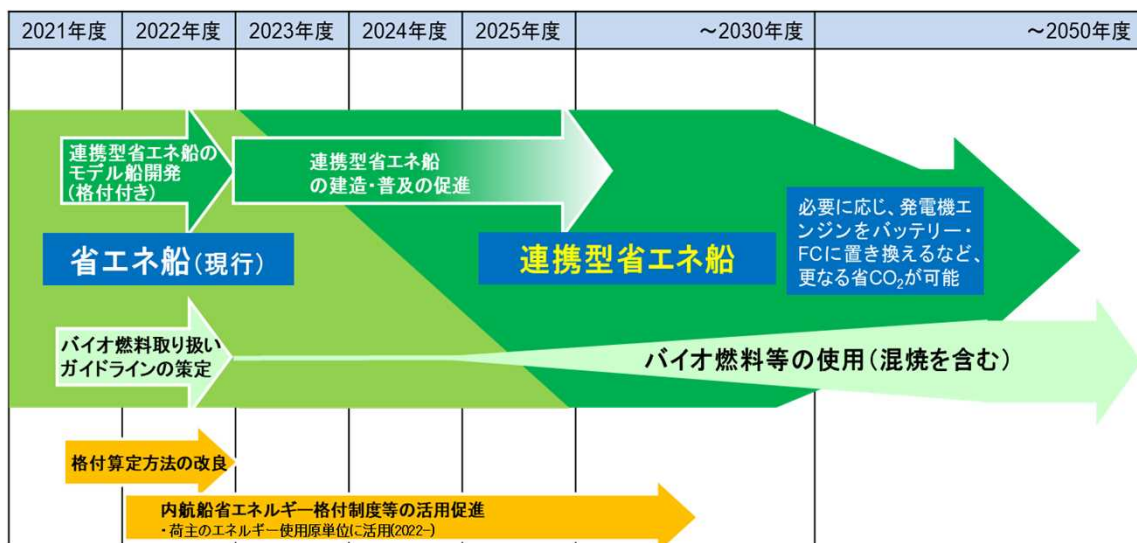 2021年度
2022年度
2023年度
2024年度
2025年度
～2030年度
～2050年度
連携型省エネ船の
モデル船開発
(格付付き)
連携型省エネ船
の建造・普及の促進
省エネ船(現行)
連携型省エネ船
必要に応じ、発電機エ
ンジンをバッテリー・
FCに置き換えるなど、
更なる省CO₂が可能
バイオ燃料取り扱い
ガイドラインの策定
バイオ燃料等の使用(混焼を含む)
格付算定方法の改良
内航船省エネルギー格付制度等の活用促進
・荷主のエネルギー使用原単位に活用(2022-)